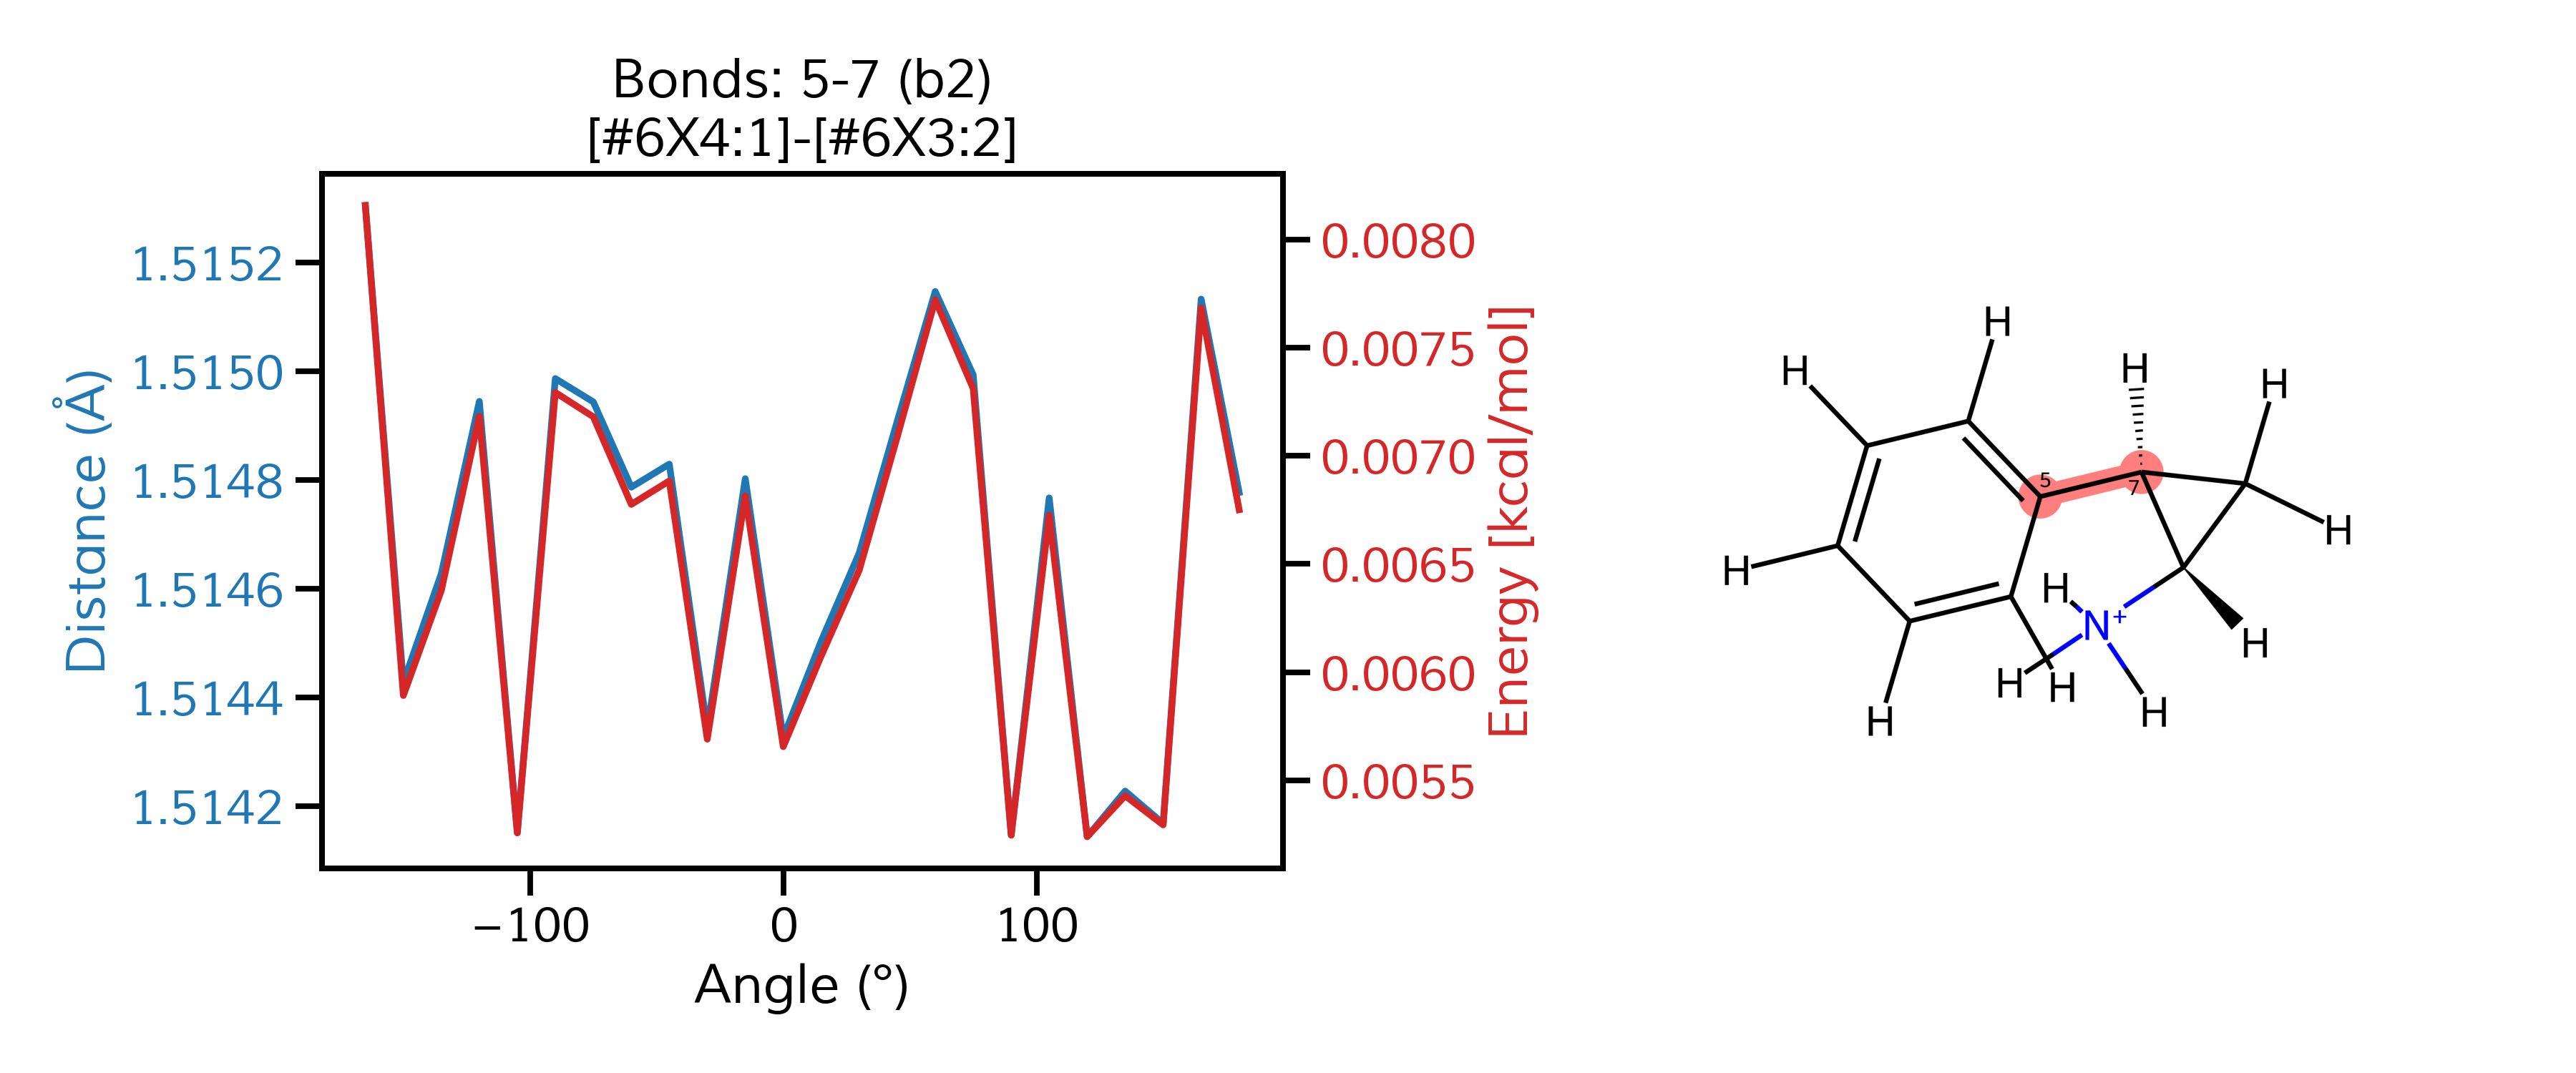 Bonds: 5-7 (b2)
[#6X4:1]-[#6X3:2]
Distance (Å)
1.5152
1.5150
1.5148
1.5146
1.5144
1.5142
−100
0
100
Angle (°)
0.0080
0.0075
0.0070
0.0065
0.0060
0.0055
Energy [kcal/mol]
H
H
H
H
5
7
H
H
H
H
N+
H
H
H
H
H